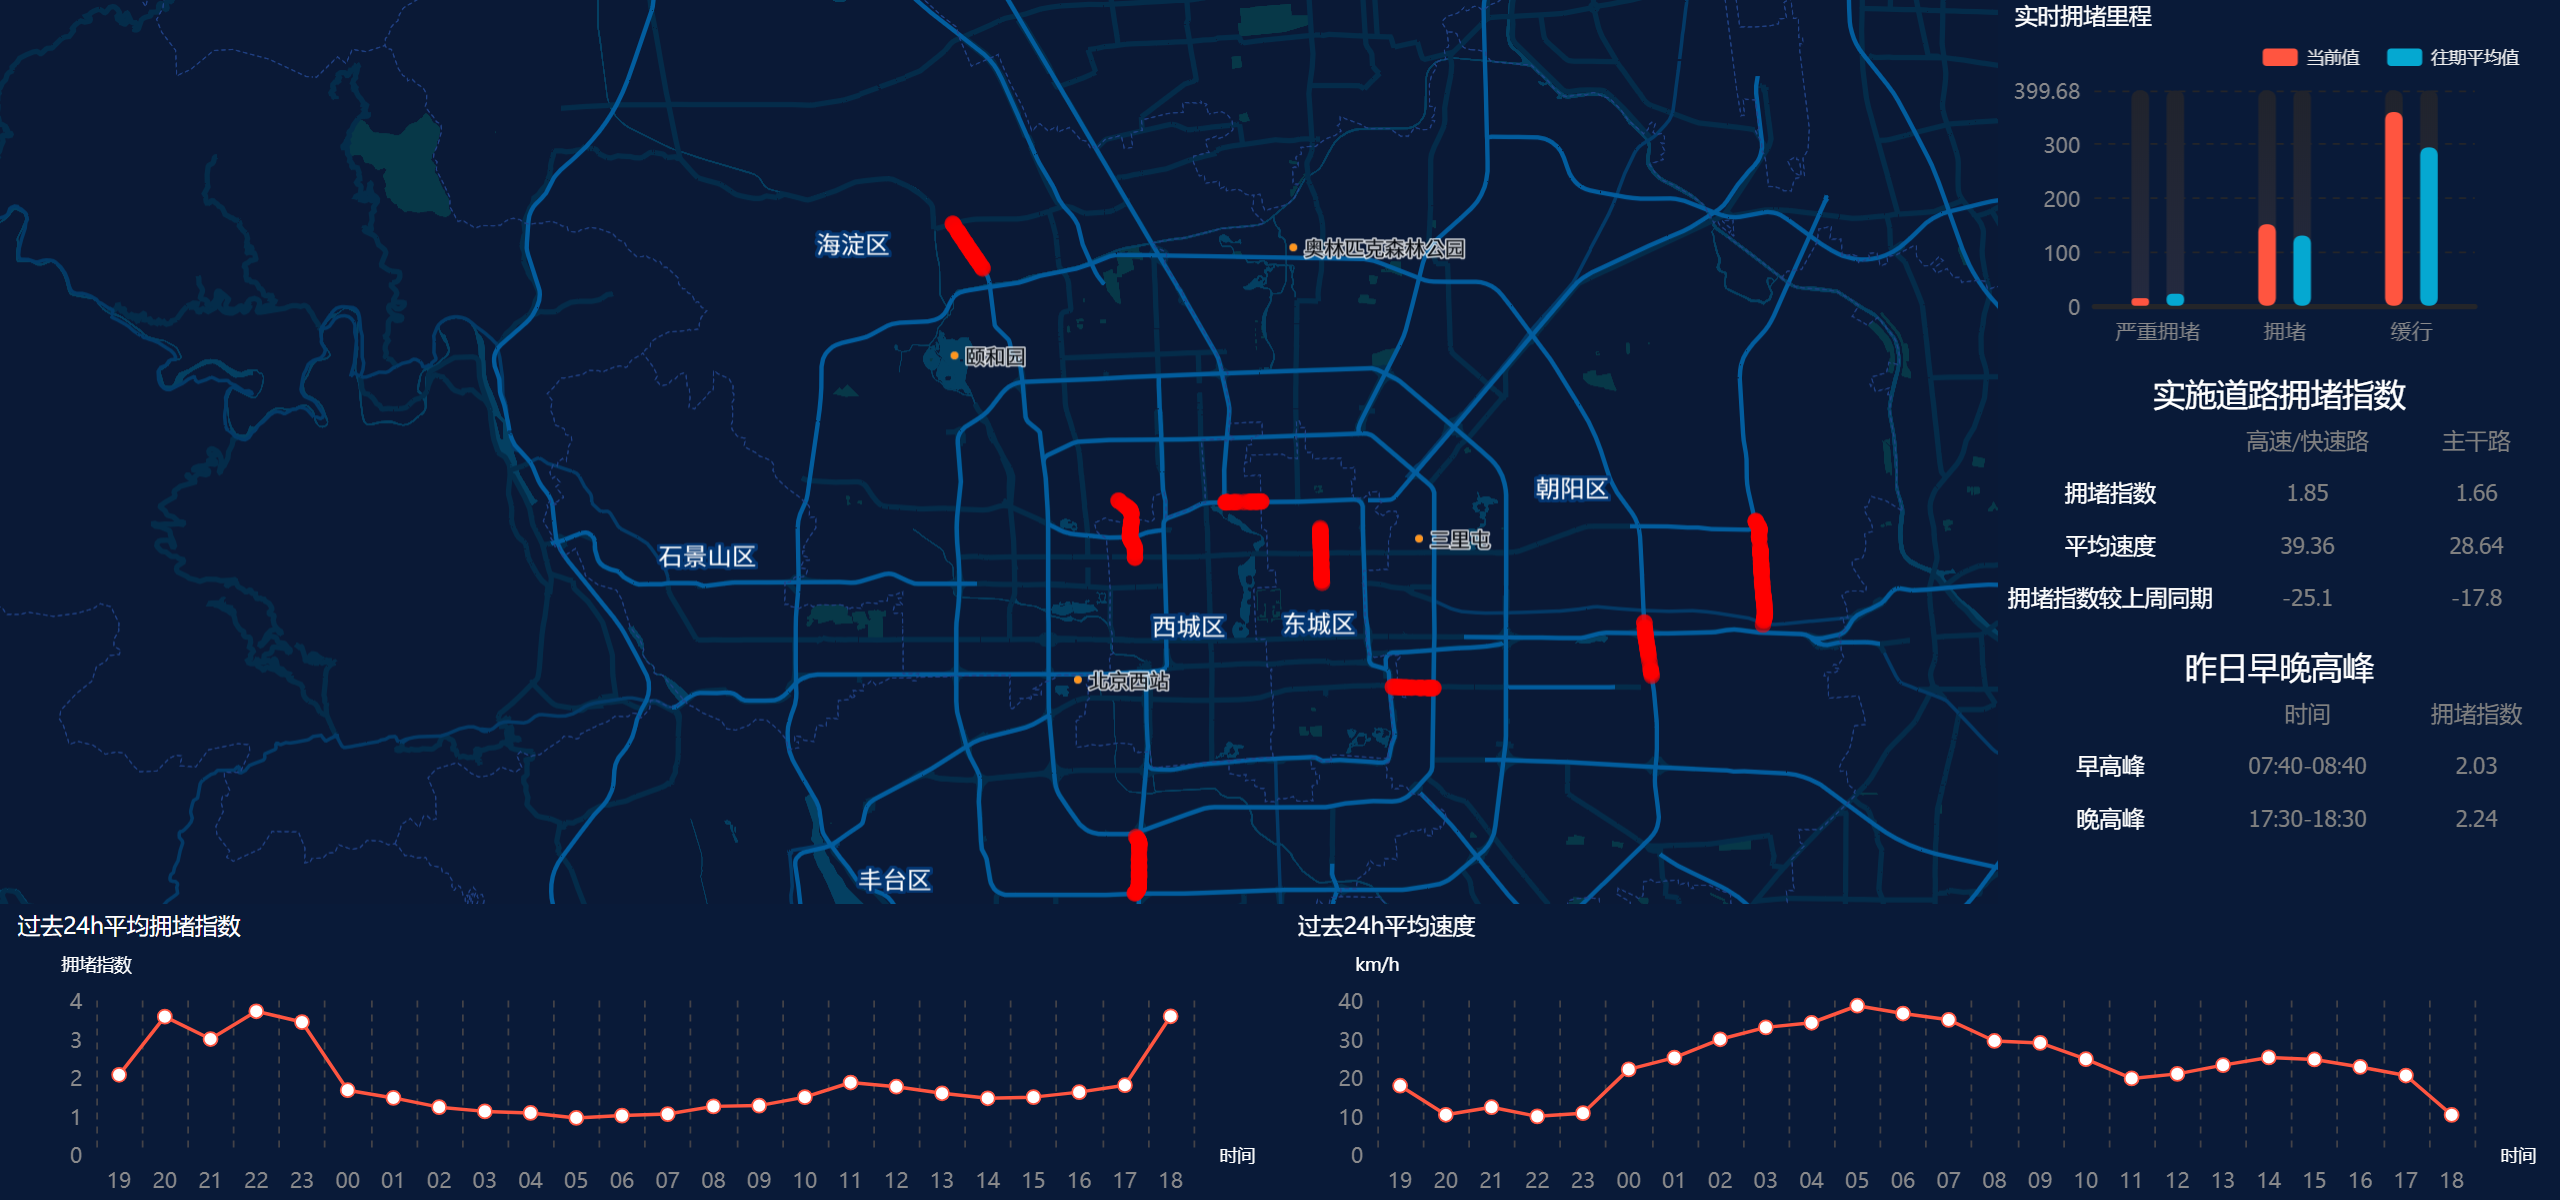 海淀区
奥林匹克森林公园
颐和园
朝阳区
三里屯
石景山区
西城区
东城区
北京西站
丰台区
实时拥堵里程
当前值 往期平均值
399.68
300
200
100
0
严重拥堵 拥堵 缓行
实施道路拥堵指数
高速/快速路 主干路
拥堵指数 1.85 1.66
平均速度 39.36 28.64
拥堵指数较上周同期 -25.1 -17.8
昨日早晚高峰
时间 拥堵指数
早高峰 07:40-08:40 2.03
晚高峰 17:30-18:30 2.24
过去24h平均拥堵指数
拥堵指数
4
3
2
1
0
时间
19 20 21 22 23 00 01 02 03 04 05 06 07 08 09 10 11 12 13 14 15 16 17 18
过去24h平均速度
km/h
40
30
20
10
0
时间
19 20 21 22 23 00 01 02 03 04 05 06 07 08 09 10 11 12 13 14 15 16 17 18